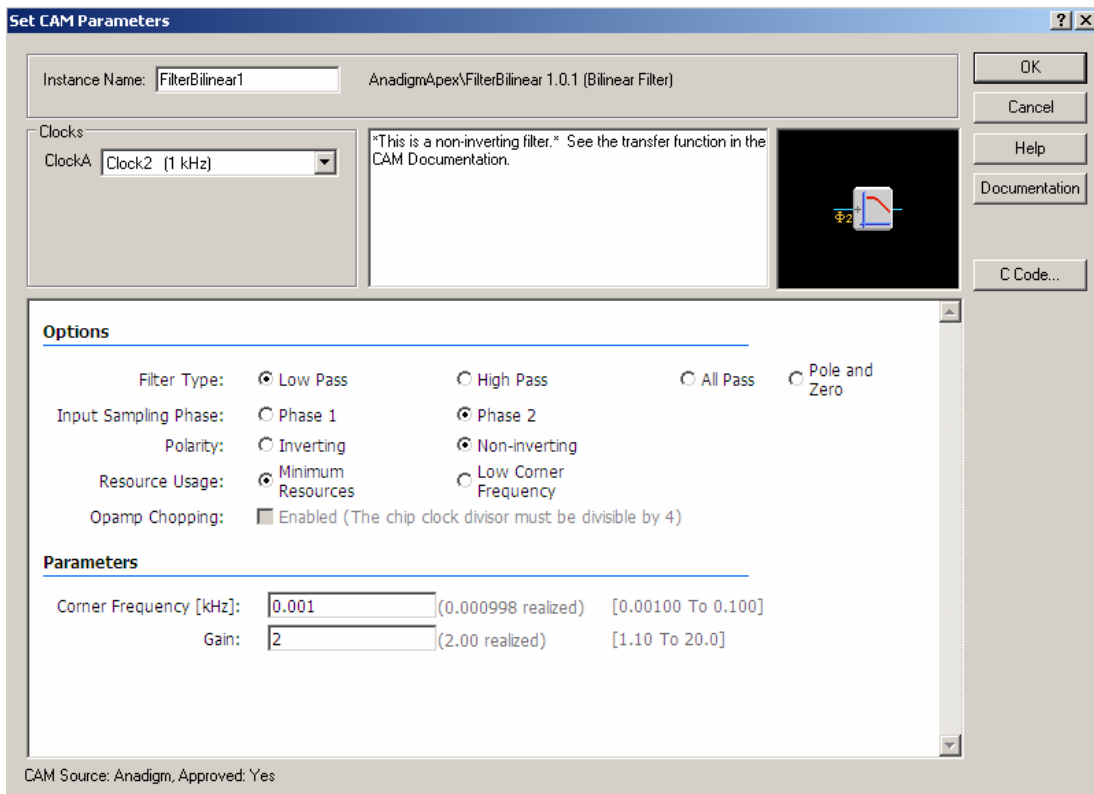 Set CAM Parameters
Instance Name: FilterBilinear1 AnadigmApex\FilterBilinear 1.0.1 (Bilinear Filter)
OK
Cancel
Help
Documentation
C Code...
Clocks
ClockA Clock2 (1 kHz)
*This is a non-inverting filter.* See the transfer function in the
CAM Documentation.
Φ2
Options
Filter Type: Low Pass High Pass All Pass Pole and
Zero
Input Sampling Phase: Phase 1 Phase 2
Polarity: Inverting Non-inverting
Resource Usage: Minimum
Resources
Low Corner
Frequency
Opamp Chopping: Enabled (The chip clock divisor must be divisible by 4)
Parameters
Corner Frequency [kHz]: 0.001 (0.000998 realized) [0.00100 To 0.100]
Gain: 2 (2.00 realized) [1.10 To 20.0]
CAM Source: Anadigm, Approved: Yes